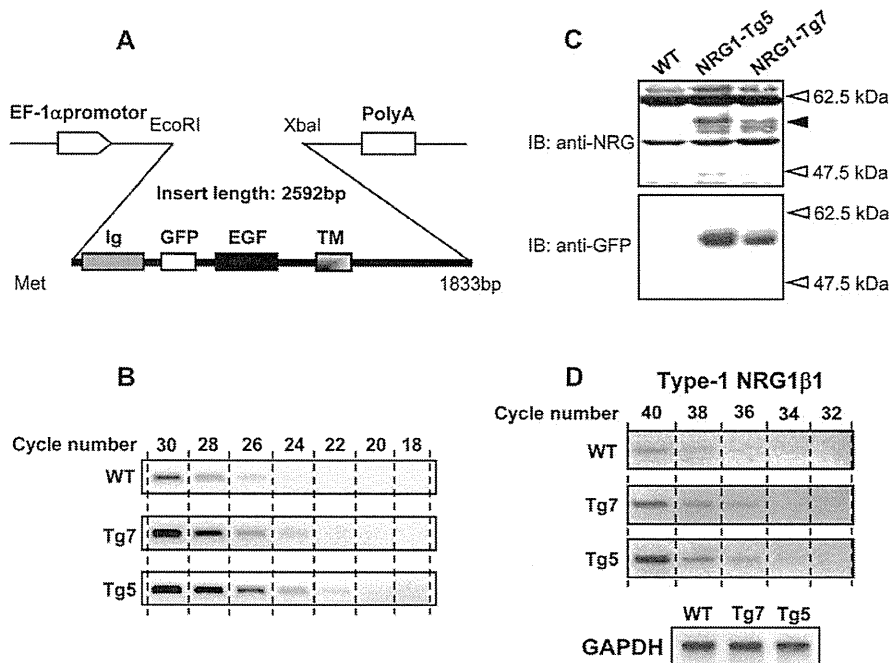 A
EF-1αpromotor
EcoRI
XbaI
PolyA
Insert length: 2592bp
Ig
GFP
EGF
TM
Met
1833bp
B
Cycle number
30 28 26 24 22 20 18
WT
Tg7
Tg5
C
WT NRG1-Tg5 NRG1-Tg7
62.5 kDa
IB: anti-NRG
47.5 kDa
62.5 kDa
IB: anti-GFP
47.5 kDa
D
Type-1 NRG1β1
Cycle number 40 38 36 34 32
WT
Tg7
Tg5
WT Tg7 Tg5
GAPDH